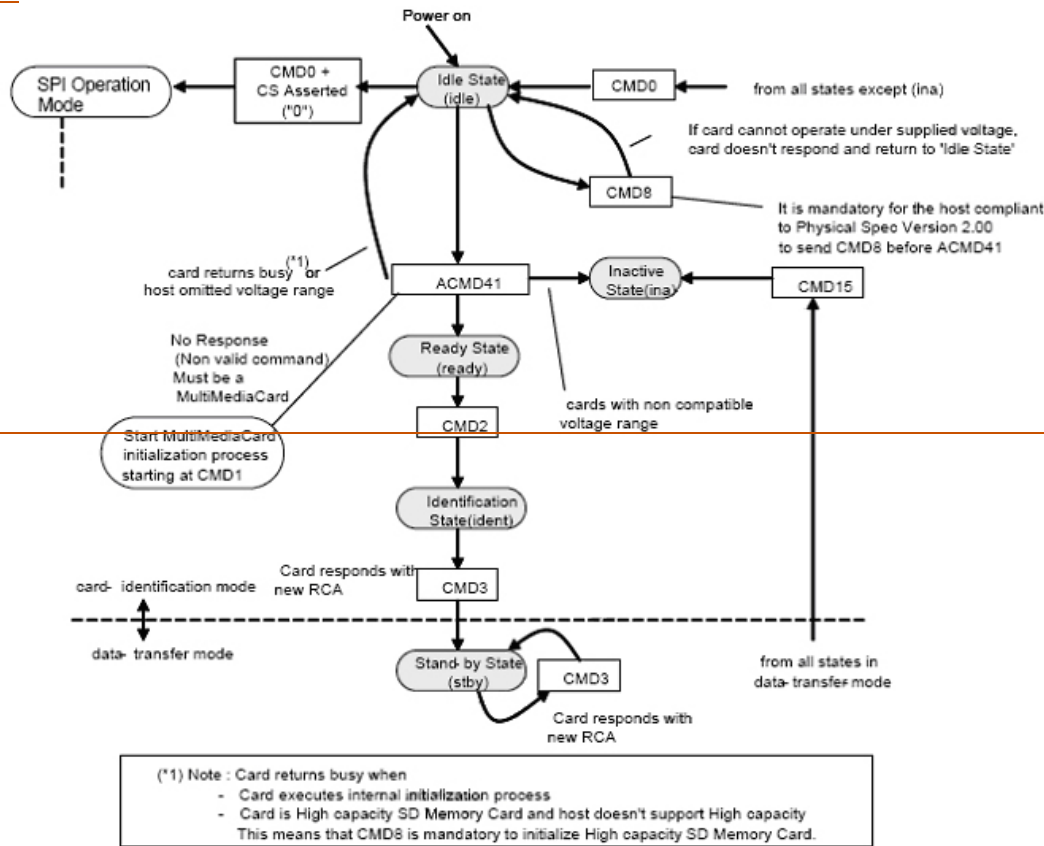 Power on
SPI Operation
Mode
CMD0 +
CS Asserted
("0")
Idle State
(idle)
CMD0
from all states except (ina)
If card cannot operate under supplied voltage,
card doesn't respond and return to 'Idle State'
CMD8
It is mandatory for the host compliant
to Physical Spec Version 2.00
to send CMD8 before ACMD41
(*1)
card returns busy or
host omitted voltage range
ACMD41
Inactive
State(ina)
CMD15
No Response
(Non valid command)
Must be a
MultiMediaCard
Ready State
(ready)
cards with non compatible
voltage range
CMD2
Start MultiMediaCard
initialization process
starting at CMD1
Identification
State(ident)
Card responds with
new RCA
CMD3
card- identification mode
data- transfer mode
Stand- by State
(stby)
CMD3
from all states in
data-transfer mode
Card responds with
new RCA
(*1) Note : Card returns busy when
- Card executes internal initialization process
- Card is High capacity SD Memory Card and host doesn't support High capacity
This means that CMD8 is mandatory to initialize High capacity SD Memory Card.